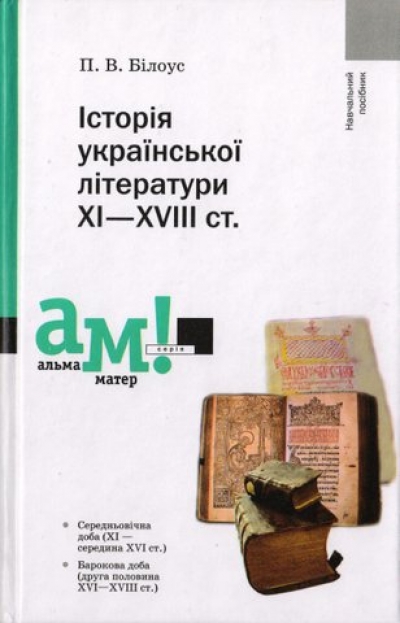 П. В. Білоус
Навчальний
посібник
Історія
української
літератури
XI—XVIII ст.
ам!
серія
альма
матер
Середньовічна
доба (XI —
середина XVI ст.)
Барокова доба
(друга половина
XVI—XVIII ст.)